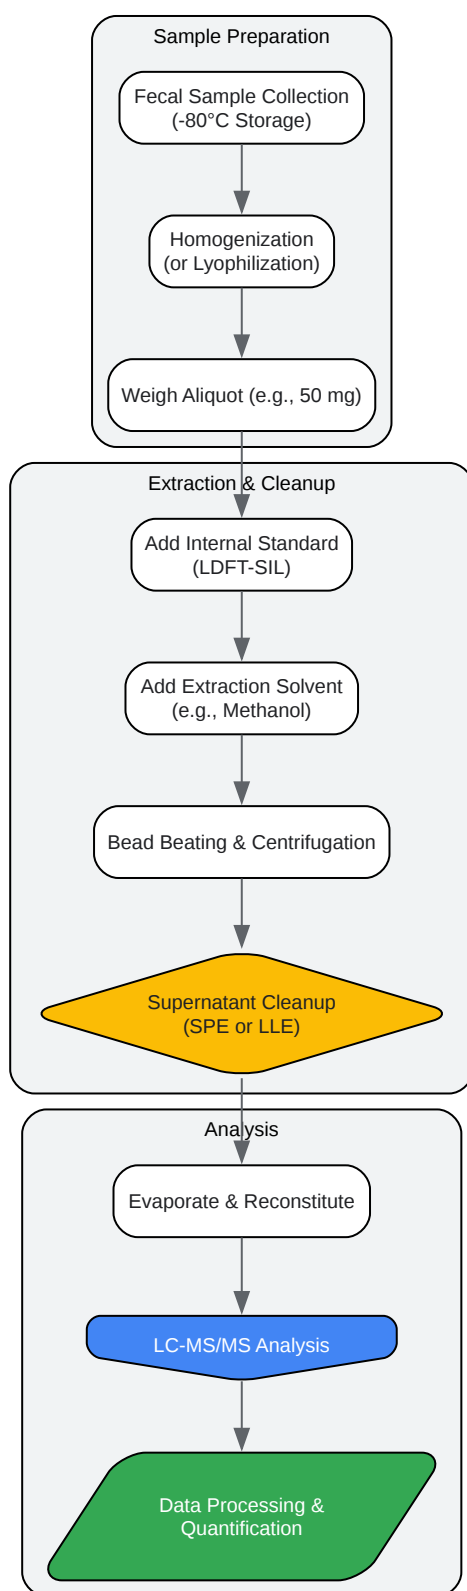 Sample Preparation
Fecal Sample Collection
(-80°C Storage)
Homogenization
(or Lyophilization)
Weigh Aliquot (e.g., 50 mg)
Extraction & Cleanup
Add Internal Standard
(LDFT-SIL)
Add Extraction Solvent
(e.g., Methanol)
Bead Beating & Centrifugation
Supernatant Cleanup
(SPE or LLE)
Analysis
Evaporate & Reconstitute
LC-MS/MS Analysis
Data Processing &
Quantification